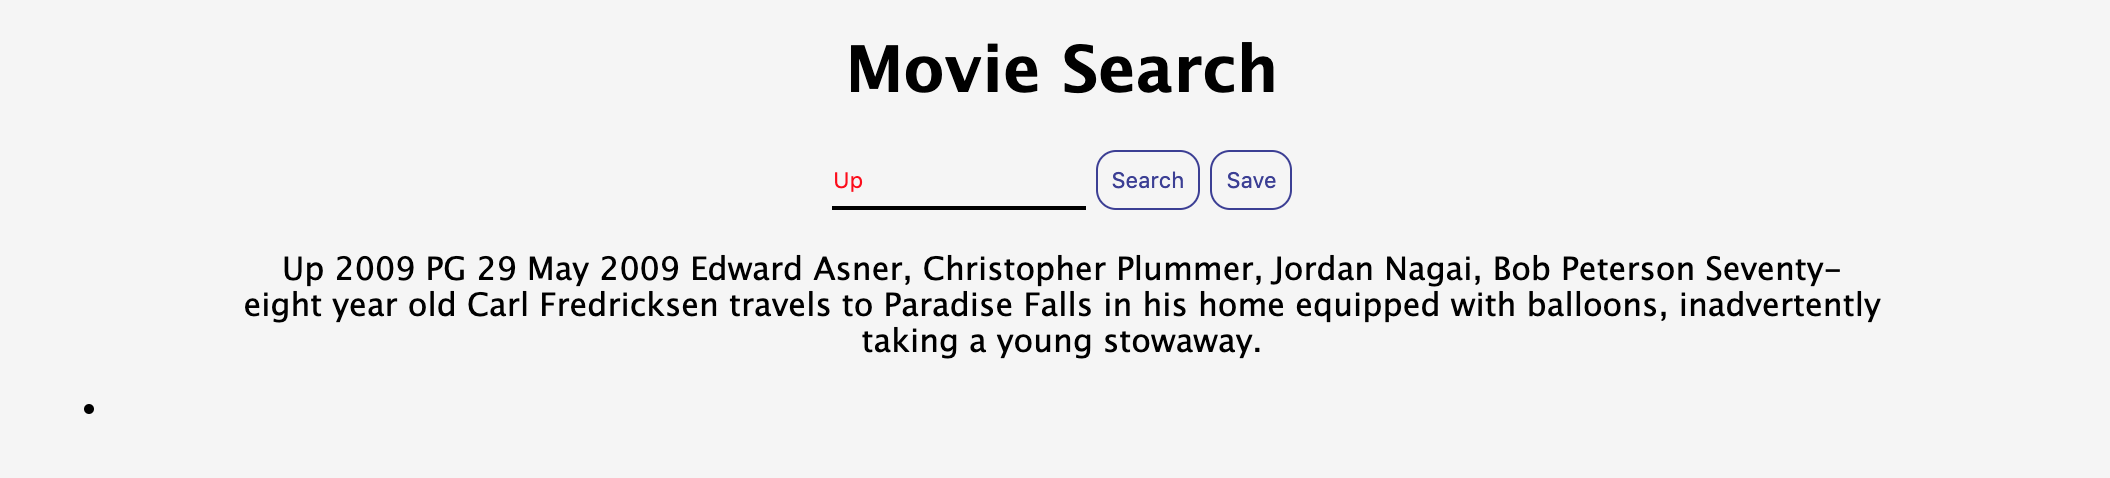 Movie Search
Up Search Save
Up 2009 PG 29 May 2009 Edward Asner, Christopher Plummer, Jordan Nagai, Bob Peterson Seventy-
eight year old Carl Fredricksen travels to Paradise Falls in his home equipped with balloons, inadvertently
taking a young stowaway.